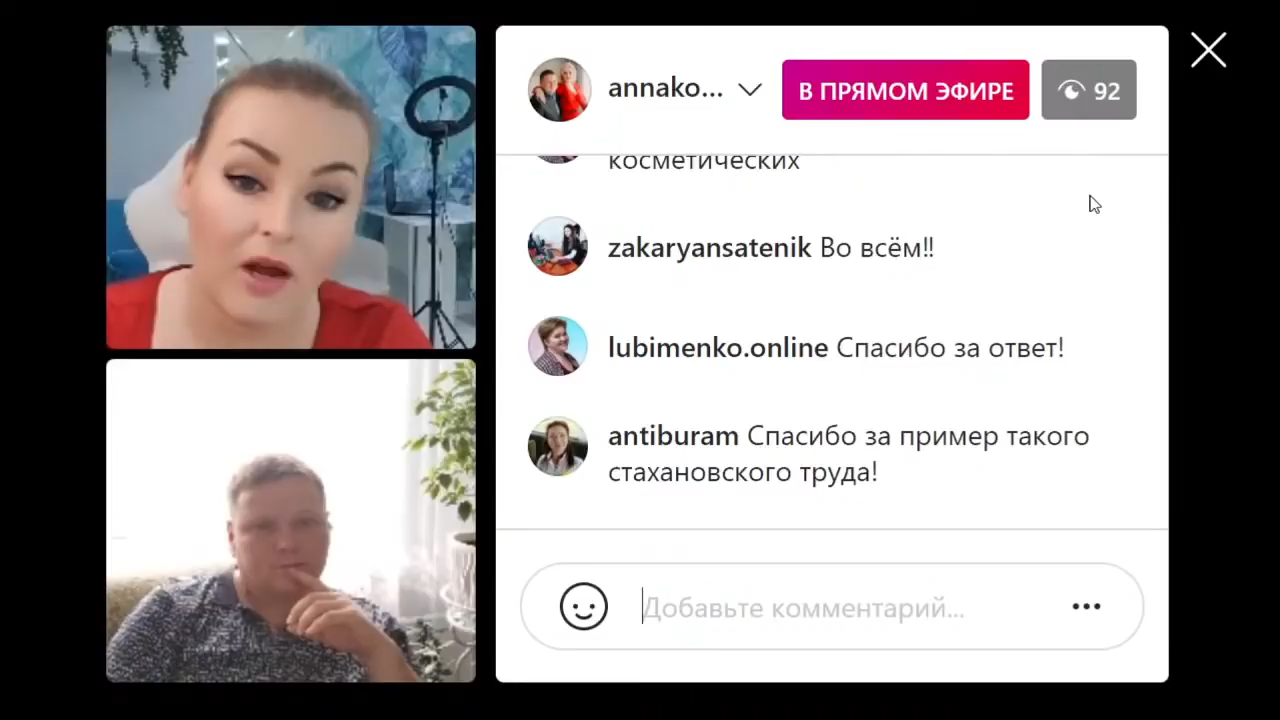 annako...
В ПРЯМОМ ЭФИРЕ
92
косметических
zakaryansatenik Во всём!!
lubimenko.online Спасибо за ответ!
antiburam Спасибо за пример такого
стахановского труда!
Добавьте комментарий...